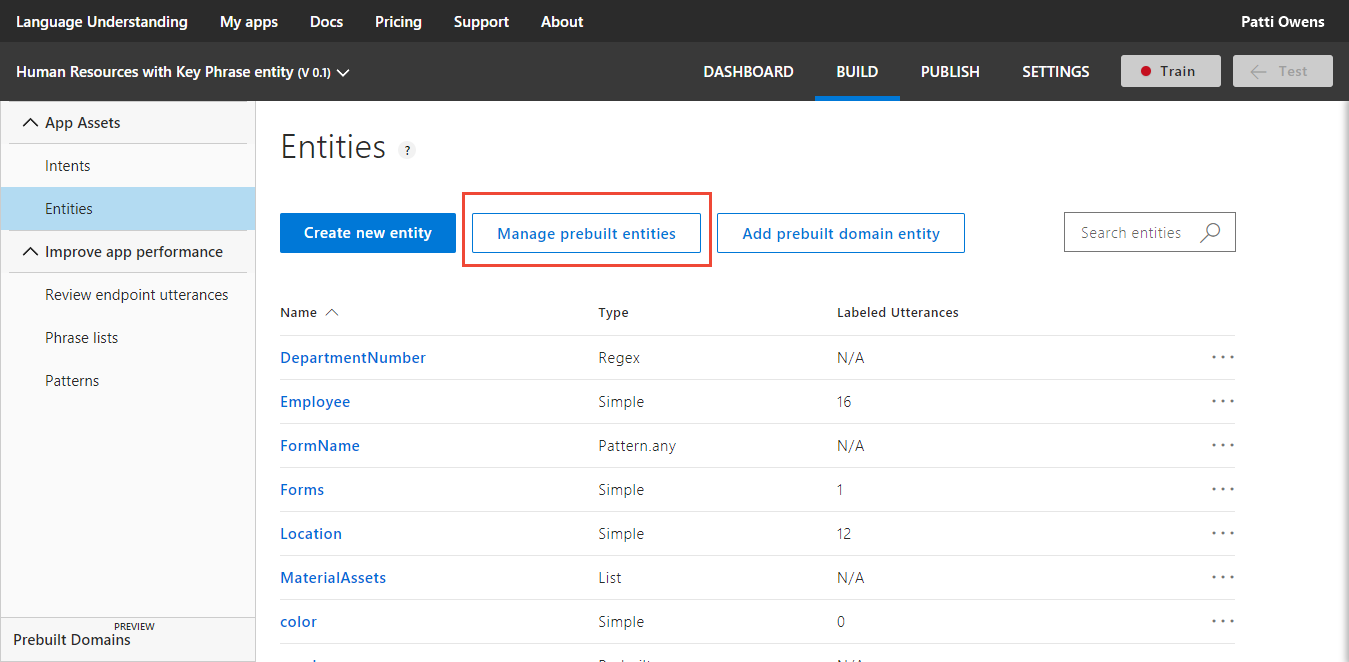 Language Understanding My apps Docs Pricing Support About Patti Owens
Human Resources with Key Phrase entity (V 0.1) DASHBOARD BUILD PUBLISH SETTINGS Train Test
App Assets
Intents
Entities
Improve app performance
Review endpoint utterances
Phrase lists
Patterns
PREVIEW
Prebuilt Domains
Entities ?
Create new entity Manage prebuilt entities Add prebuilt domain entity Search entities
Name Type Labeled Utterances
DepartmentNumber Regex N/A ...
Employee Simple 16 ...
FormName Pattern.any N/A ...
Forms Simple 1 ...
Location Simple 12 ...
MaterialAssets List N/A ...
color Simple 0 ...